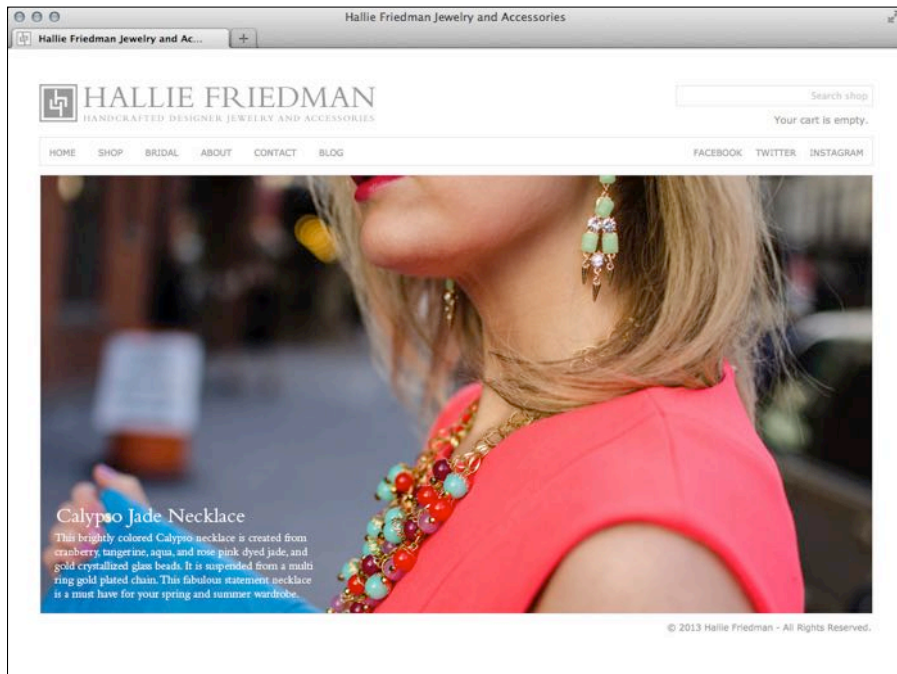 Hallie Friedman Jewelry and Accessories
Hallie Friedman Jewelry and Ac...
HALLIE FRIEDMAN
HANDCRAFTED DESIGNER JEWELRY AND ACCESSORIES
Search shop
Your cart is empty.
HOME SHOP BRIDAL ABOUT CONTACT BLOG FACEBOOK TWITTER INSTAGRAM
Calypso Jade Necklace
This brightly colored Calypso necklace is created from
cranberry, tangerine, aqua, and rose pink dyed jade, and
gold crystallized glass beads. It is suspended from a multi
ring gold plated chain. This fabulous statement necklace
is a must have for your spring and summer wardrobe.
© 2013 Hallie Friedman - All Rights Reserved.